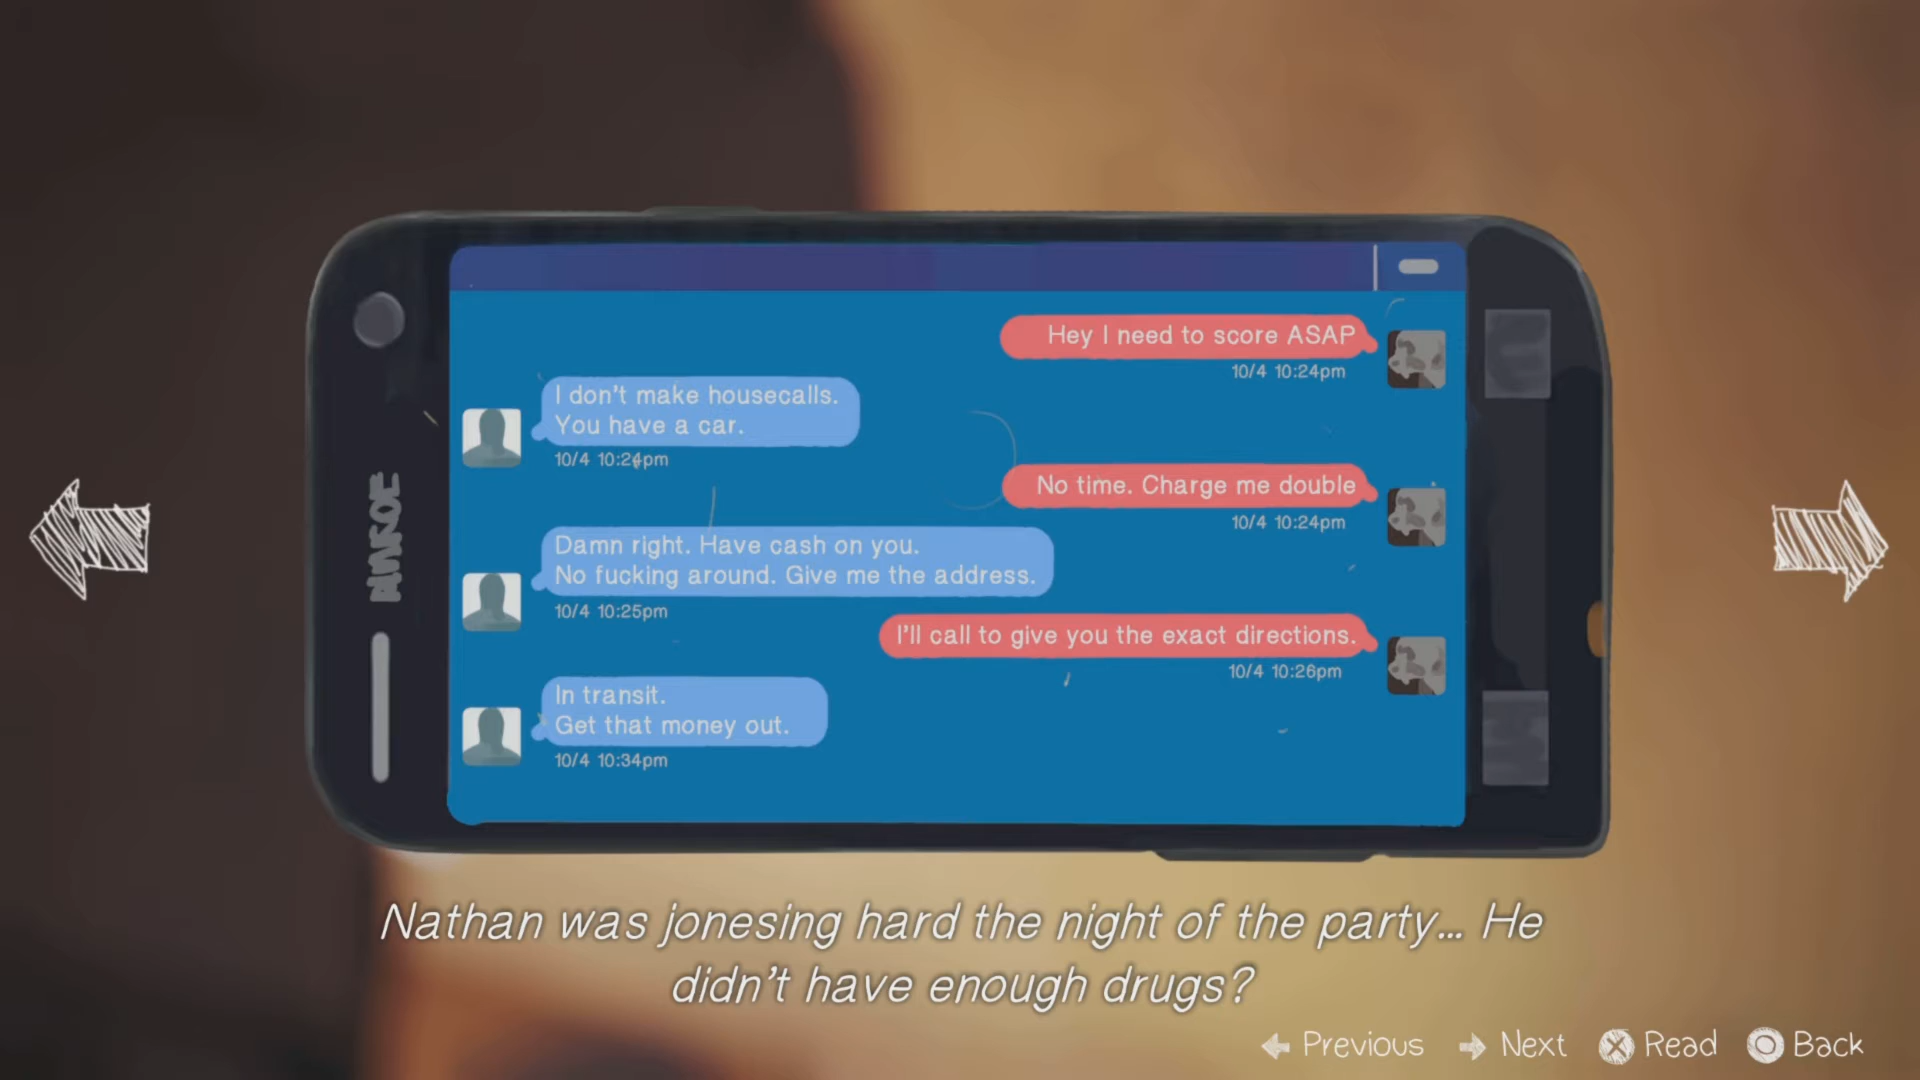 Hey I need to score ASAP
10/4 10:24pm
I don't make housecalls.
You have a car.
10/4 10:24pm
No time. Charge me double
10/4 10:24pm
Damn right. Have cash on you.
No fucking around. Give me the address.
10/4 10:25pm
I'll call to give you the exact directions.
10/4 10:26pm
In transit.
Get that money out.
10/4 10:34pm
Nathan was jonesing hard the night of the party... He
didn't have enough drugs?
Previous Next Read Back